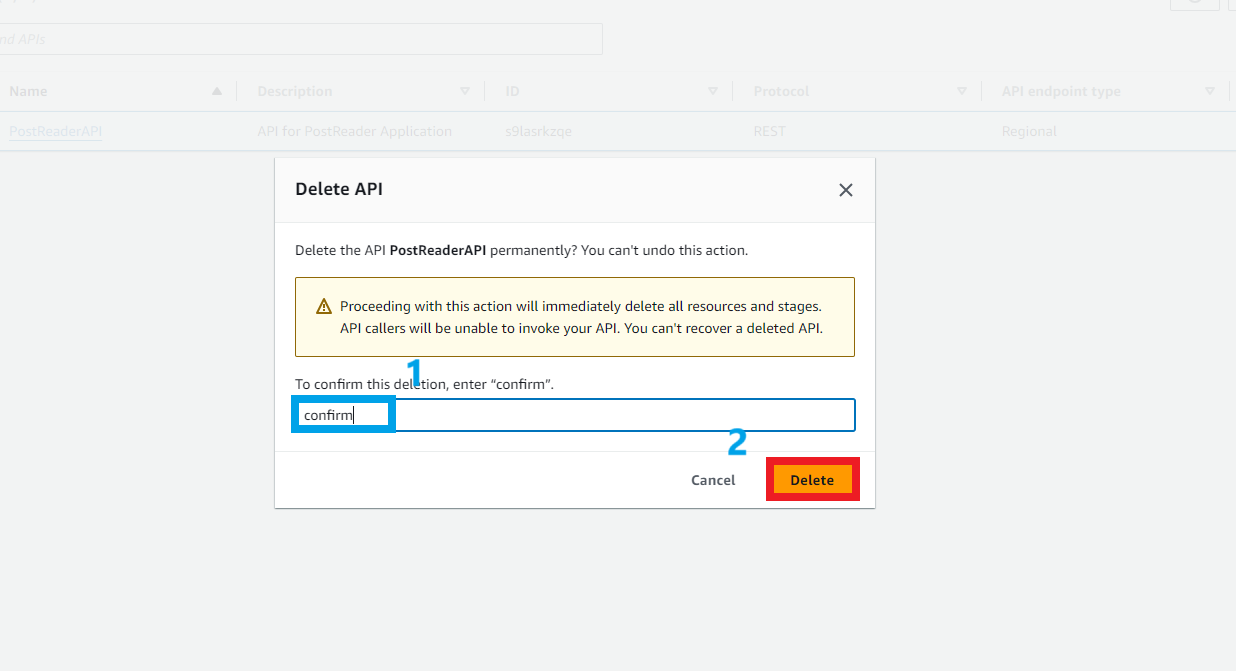 nd APIs
Name Description ID Protocol API endpoint type
PostReaderAPI API for PostReader Application s9lasrkzqe REST Regional
Delete API
Delete the API PostReaderAPI permanently? You can't undo this action.
Proceeding with this action will immediately delete all resources and stages.
API callers will be unable to invoke your API. You can't recover a deleted API.
1
To confirm this deletion, enter “confirm”.
confirm
2
Cancel Delete